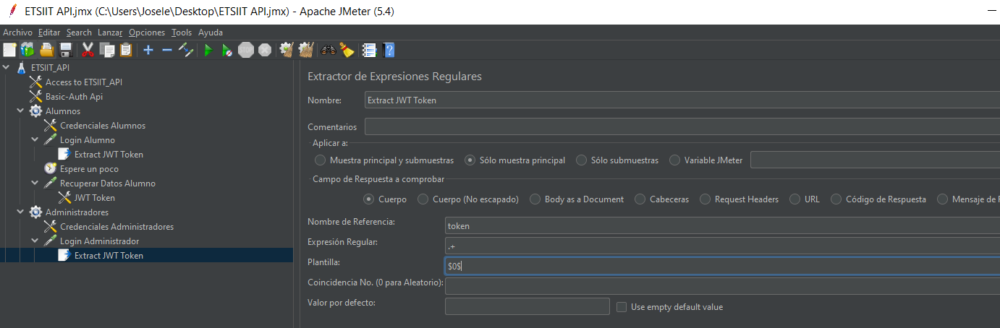 ETSIIT API.jmx (C:\Users\Josele\Desktop\ETSIIT API.jmx) - Apache JMeter (5.4)
Archivo Editar Search Lanzar Opciones Tools Ayuda
STOP
ETSIIT_API
Access to ETSIIT_API
Basic-Auth Api
Alumnos
Credenciales Alumnos
Login Alumno
Extract JWT Token
Espere un poco
Recuperar Datos Alumno
JWT Token
Administradores
Credenciales Administradores
Login Administrador
Extract JWT Token
Extractor de Expresiones Regulares
Nombre: Extract JWT Token
Comentarios
Aplicar a:
Muestra principal y submuestras Sólo muestra principal Sólo submuestras Variable JMeter
Campo de Respuesta a comprobar
Cuerpo Cuerpo (No escapado) Body as a Document Cabeceras Request Headers URL Código de Respuesta Mensaje de
Nombre de Referencia: token
Expresión Regular: .+
Plantilla: $0$
Coincidencia No. (0 para Aleatorio):
Valor por defecto: Use empty default value